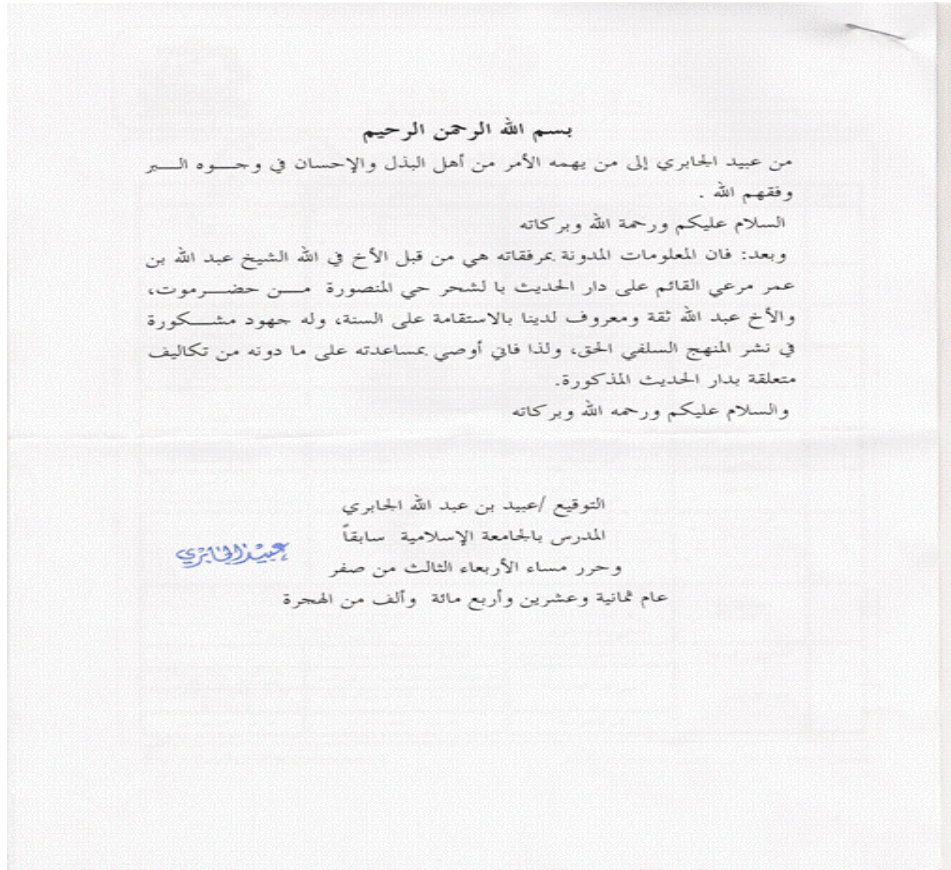 بسم الله الرحمن الرحيم
من عبيد الجابري إلى من يهمه الأمر من أهل البذل والإحسان في وجـــوه الـــبر
وفقهم الله .
السلام عليكم ورحمة الله وبركاته
وبعد: فان المعلومات المدونة بمرفقاته هي من قبل الأخ في الله الشيخ عبد الله بن
عمر مرعي القائم على دار الحديث با لشحر حي المنصورة مـــن حضـــرموت،
والأخ عبد الله ثقة ومعروف لدينا بالاستقامة على السنة، وله جهود مشـــكورة
في نشر المنهج السلفي الحق، ولذا فاني أوصي بمساعدته على ما دونه من تكاليف
متعلقة بدار الحديث المذكورة.
والسلام عليكم ورحمه الله وبركاته
التوقيع /عبيد بن عبد الله الجابري
المدرس بالجامعة الإسلامية سابقاً
عبيد الجابري
وحرر مساء الأربعاء الثالث من صفر
عام ثمانية وعشرين وأربع مائة وألف من الهجرة